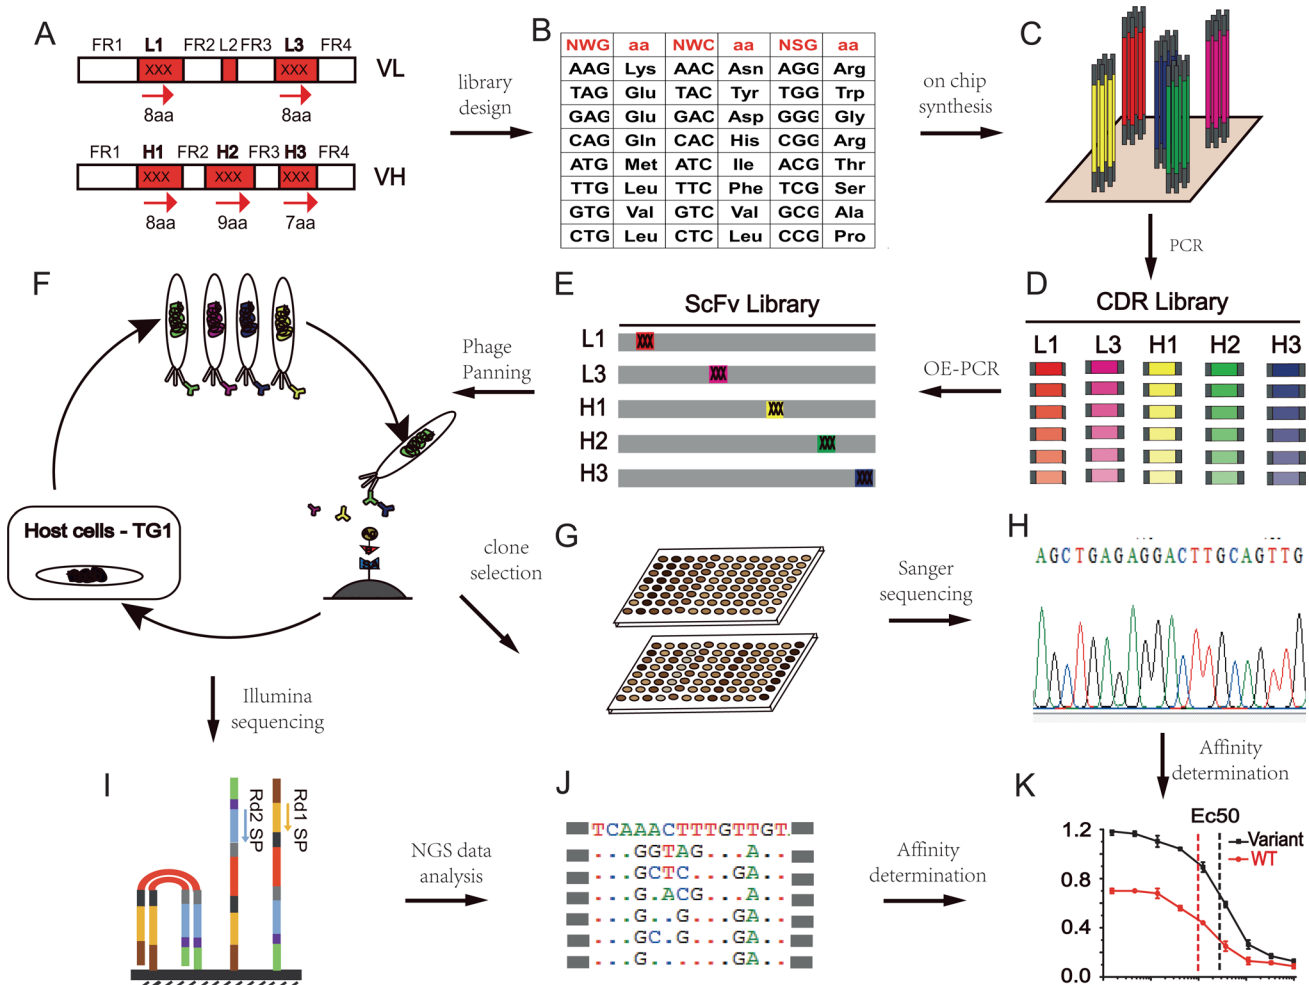 A
FR1 L1 FR2 L2 FR3 L3 FR4
XXX XXX VL
8aa 8aa
FR1 H1 FR2 H2 FR3 H3 FR4
XXX XXX XXX VH
8aa 9aa 7aa
library
design
B
NWG aa NWC aa NSG aa
AAG Lys AAC Asn AGG Arg
TAG Glu TAC Tyr TGG Trp
GAG Glu GAC Asp GGG Gly
CAG Gln CAC His CGG Arg
ATG Met ATC Ile ACG Thr
TTG Leu TTC Phe TCG Ser
GTG Val GTC Val GCG Ala
CTG Leu CTC Leu CCG Pro
on chip
synthesis
C
PCR
D
CDR Library
L1 L3 H1 H2 H3
OE-PCR
E
ScFv Library
L1 XXX
L3 XXX
H1 XXX
H2 XXX
H3 XXX
Phage
Panning
F
Host cells - TG1
Ag
clone
selection
G
Sanger
sequencing
H
AGCTGAGAGGACTTGCAGTTG
Affinity
determination
Illumina
sequencing
I
Rd2 SP
Rd1 SP
NGS data
analysis
J
TCAAACTTTGTTGT.
...GGTAG...A..
...GCTC...GA..
...G.ACG...A..
...G..G...GA..
...GC.G...GA..
...G......GA..
Affinity
determination
K
Ec50
Variant
WT
1.2
0.8
0.4
0.0